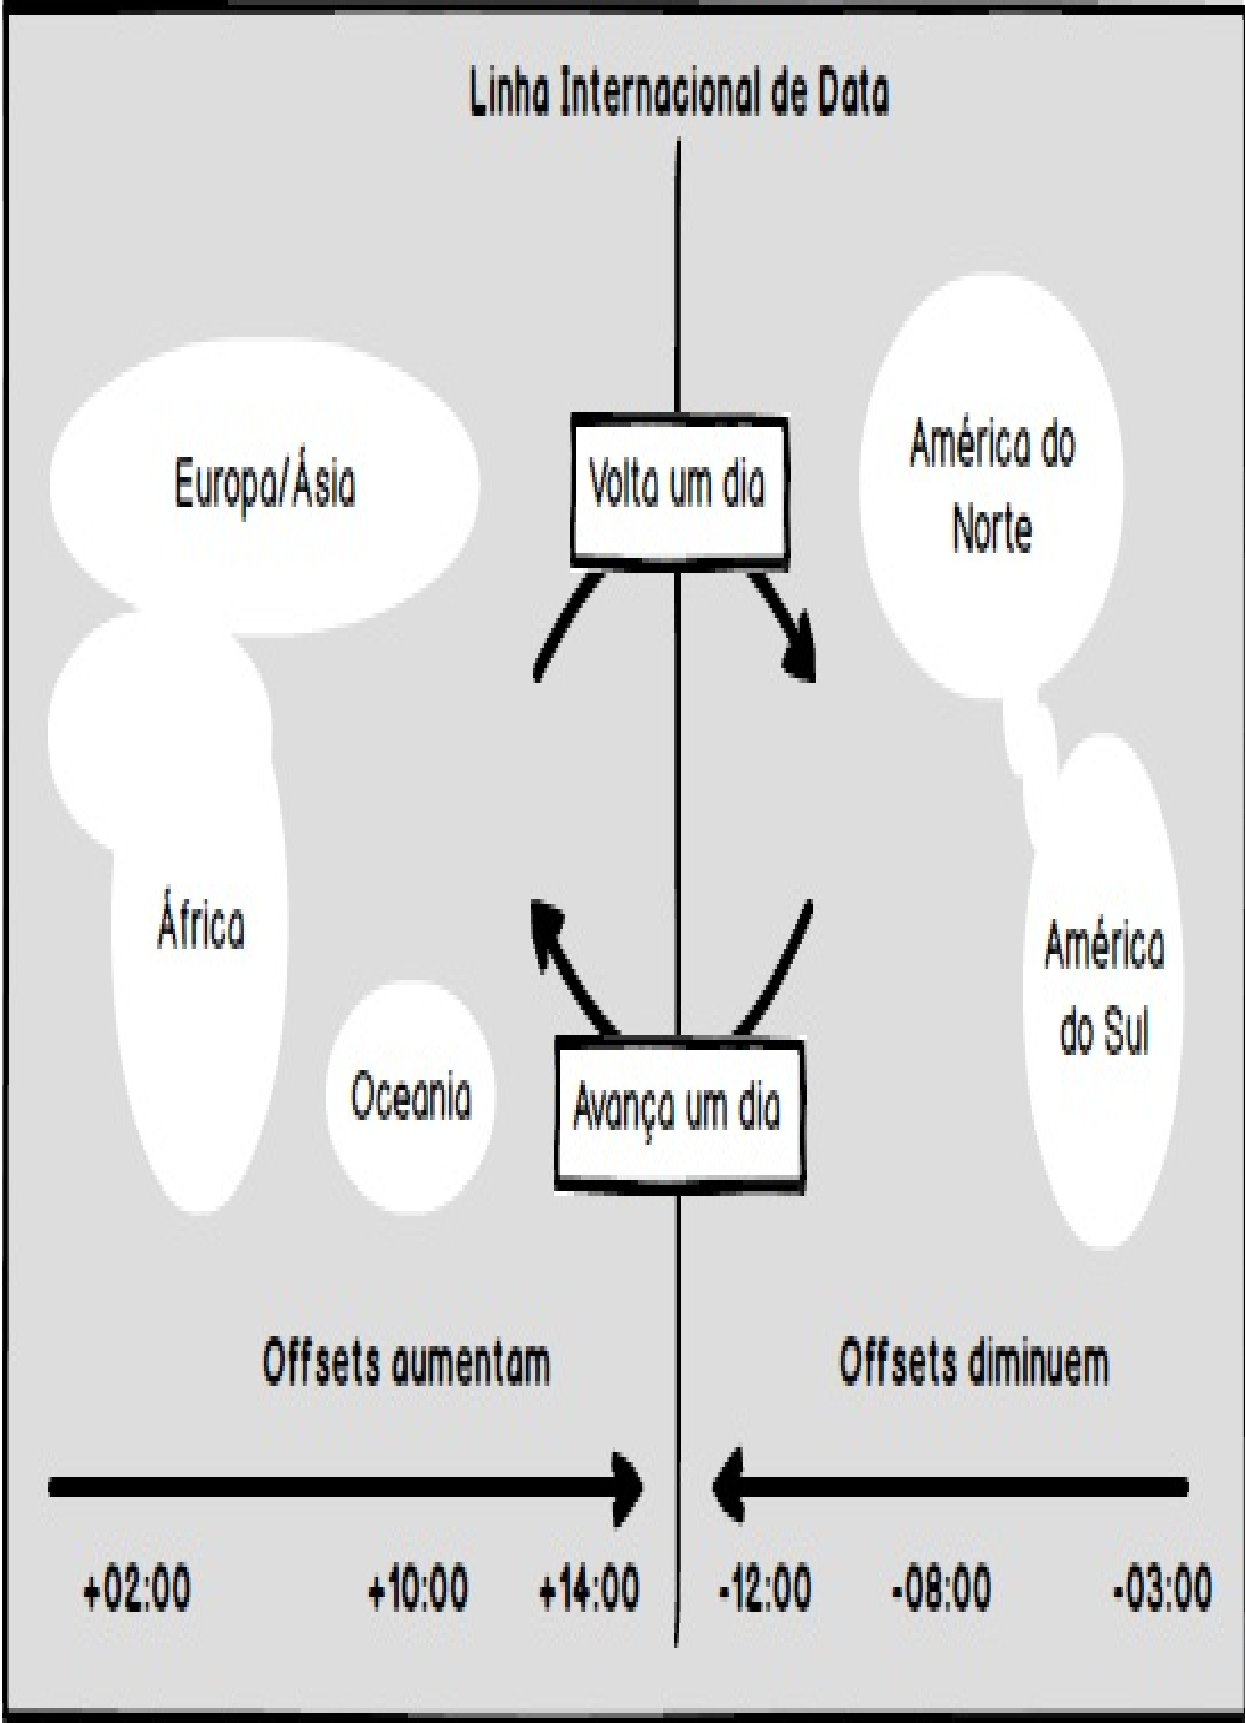 Linha Internacional de Data
Europa/Ásia
Volta um dia
América do
Norte
África
América
do Sul
Oceania
Avança um dia
Offsets aumentam
Offsets diminuem
+02:00
+10:00
+14:00
-12:00
-08:00
-03:00